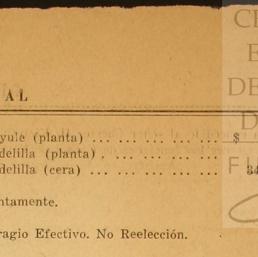 AL
yule (planta) ... ... ... ... ... ... $
delilla (planta) . ... ... ... ... ...
delilla (cera) ... ... ... ... ... ...
ntamente.
ragio Efectivo. No Reelección.